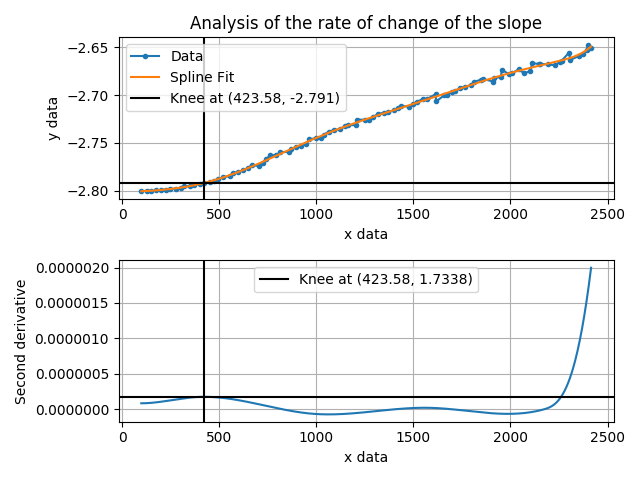 Analysis of the rate of change of the slope
−2.65
−2.70
−2.75
−2.80
y data
Data
Spline Fit
Knee at (423.58, -2.791)
0
500
1000
1500
2000
2500
x data
0.0000020
0.0000015
0.0000010
0.0000005
0.0000000
Second derivative
Knee at (423.58, 1.7338)
0
500
1000
1500
2000
2500
x data